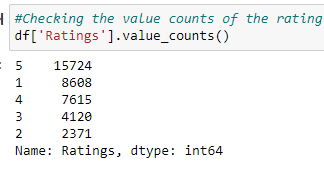 #Checking the value counts of the rating
df['Ratings'].value_counts()
5    15724
1     8608
4     7615
3     4120
2     2371
Name: Ratings, dtype: int64